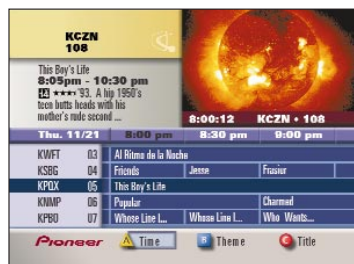 KCZN
108
This Boy's Life
8:05pm - 10:30 pm
14 ★★★½ '93. A hip 1950's
teen butts heads with his
mother's rude second ...
8:00:12 KCZN • 108
Thu. 11/21 8:00 pm 8:30 pm 9:00 pm
KWFT 03 Al Ritmo de la Noche
KSBG 04 Friends Jesse Frasier
KPQX 05 This Boy's Life
KNMP 06 Popular Charmed
KPBO 07 Whose Line I... Whose Line I... Who Wants...
Pioneer A Time B Theme C Title